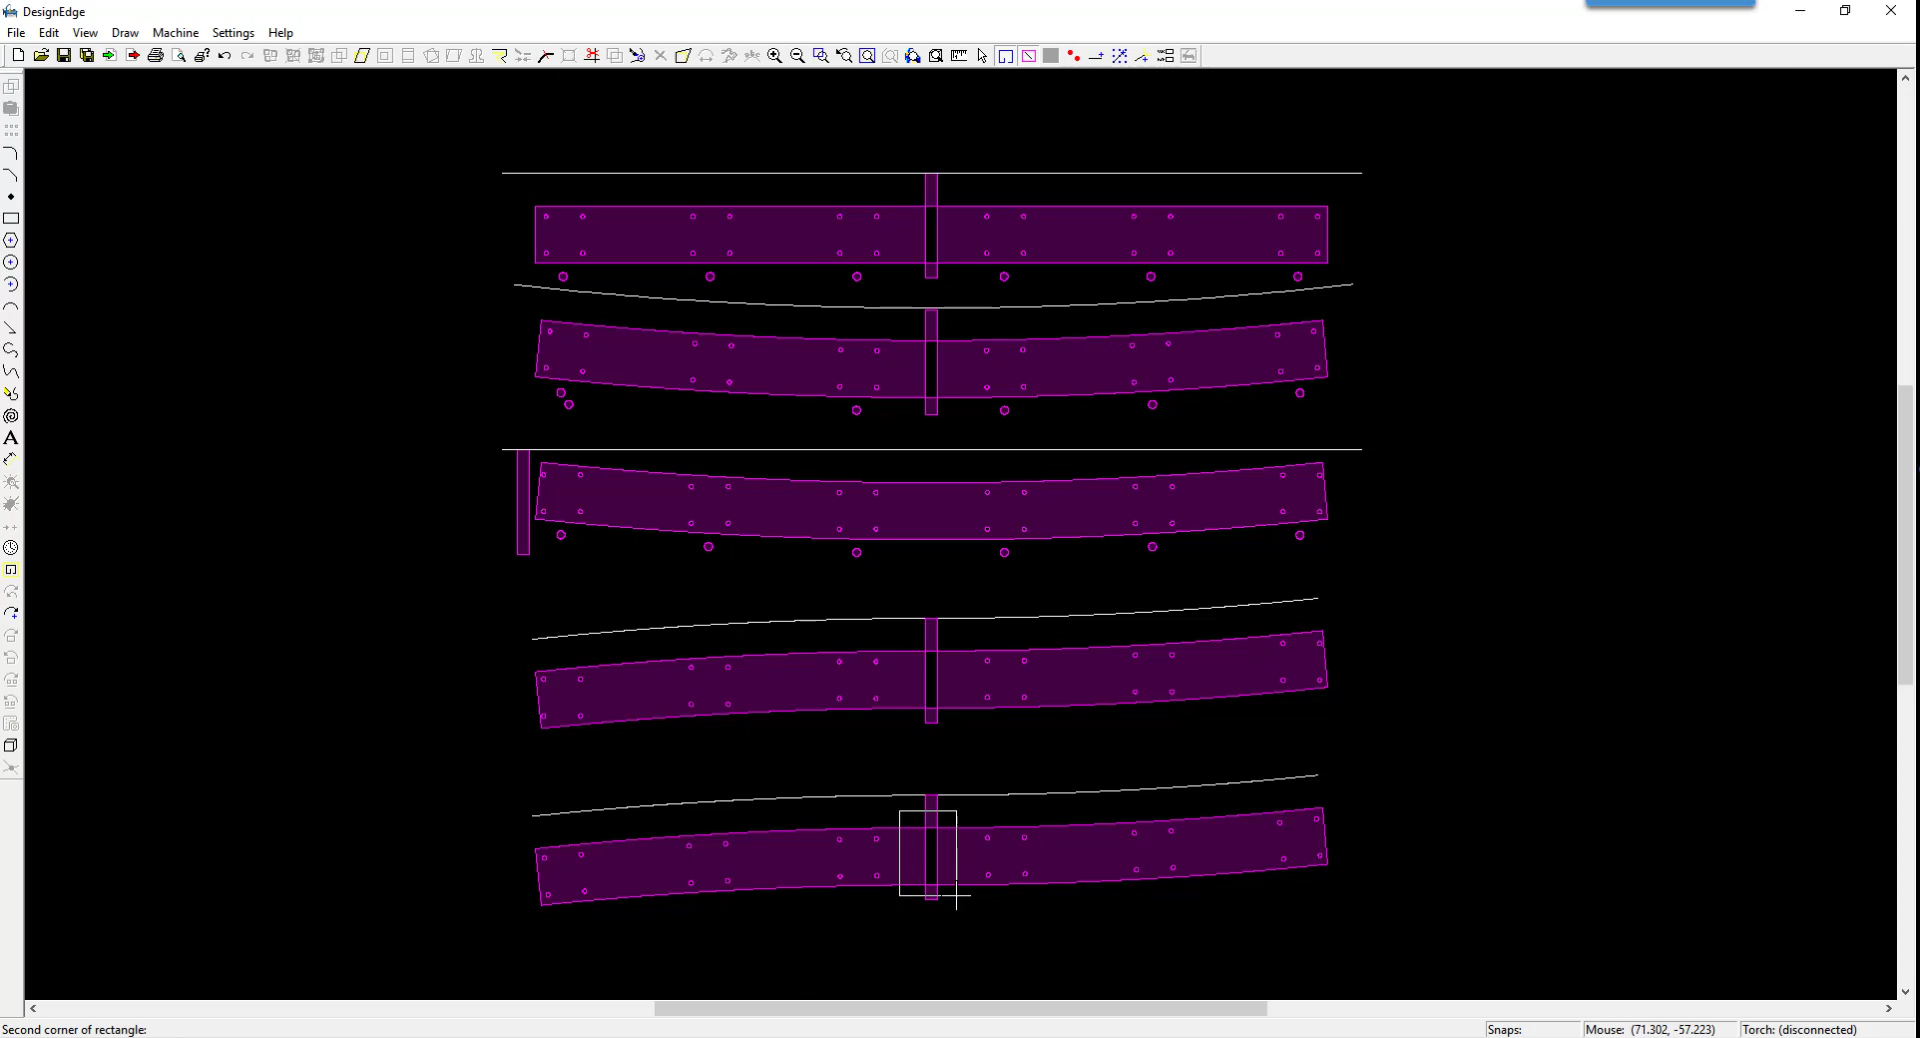 DesignEdge
File Edit View Draw Machine Settings Help
A
Second corner of rectangle:
Snaps:
Mouse: (71.302, -57.223)
Torch: (disconnected)